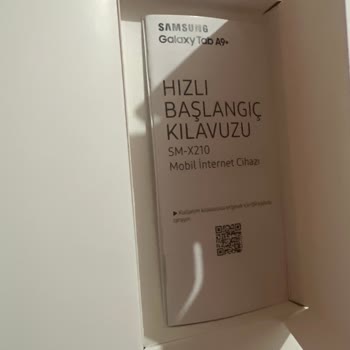 SAMSUNG
Galaxy Tab A9+
HIZLI
BAŞLANGIÇ
KILAVUZU
SM-X210
Mobil İnternet Cihazı